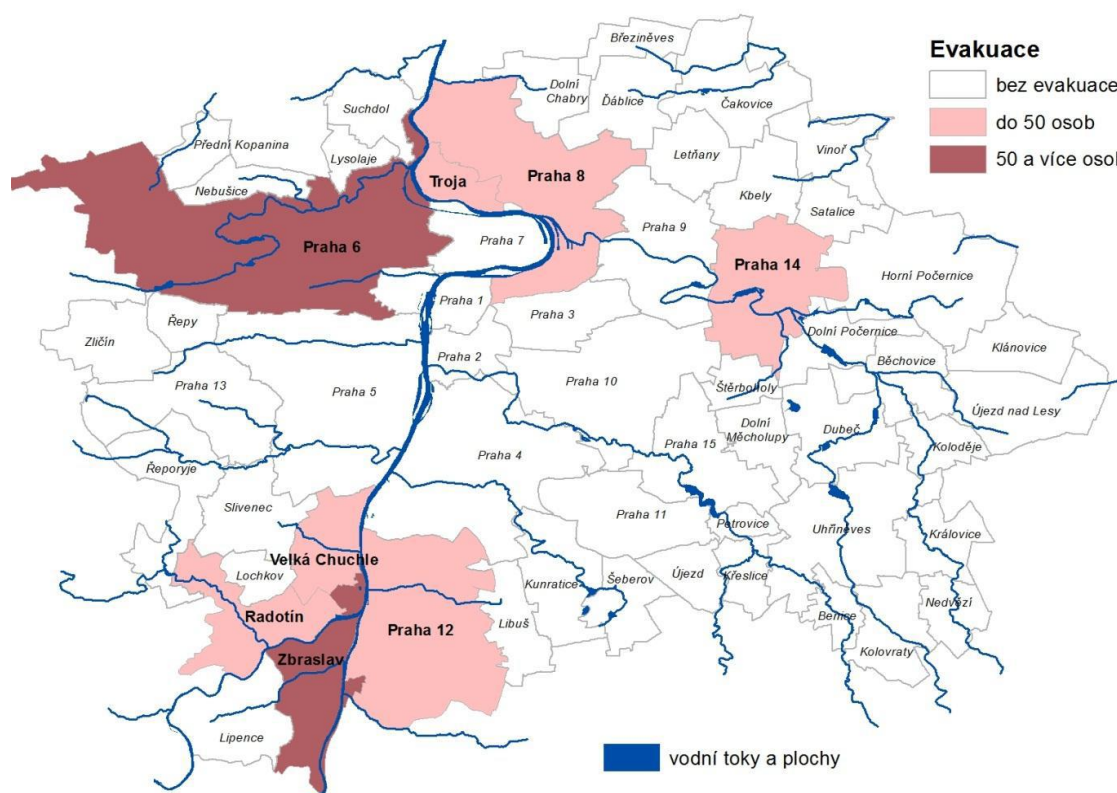 Evakuace
bez evakuace
do 50 osob
50 a více osob
Březiněves
Dolní
Chabry
Ďáblice
Čakovice
Suchdol
Přední Kopanina
Lysolaje
Letňany
Vinoř
Nebušice
Troja
Praha 8
Kbely
Satalice
Praha 6
Praha 7
Praha 9
Praha 14
Horní Počernice
Praha 1
Praha 3
Řepy
Zličín
Dolní Počernice
Klánovice
Praha 2
Běchovice
Praha 13
Praha 5
Praha 10
Štěrboholy
Újezd nad Lesy
Dolní
Měcholupy
Dubeč
Praha 15
Koloděje
Řeporyje
Praha 4
Slivenec
Praha 11
Petrovice
Uhříněves
Královice
Velká Chuchle
Lochkov
Kunratice
Šeberov
Újezd
Křeslice
Nedvězí
Radotín
Praha 12
Libuš
Benice
Kolovraty
Zbraslav
Lipence
vodní toky a plochy